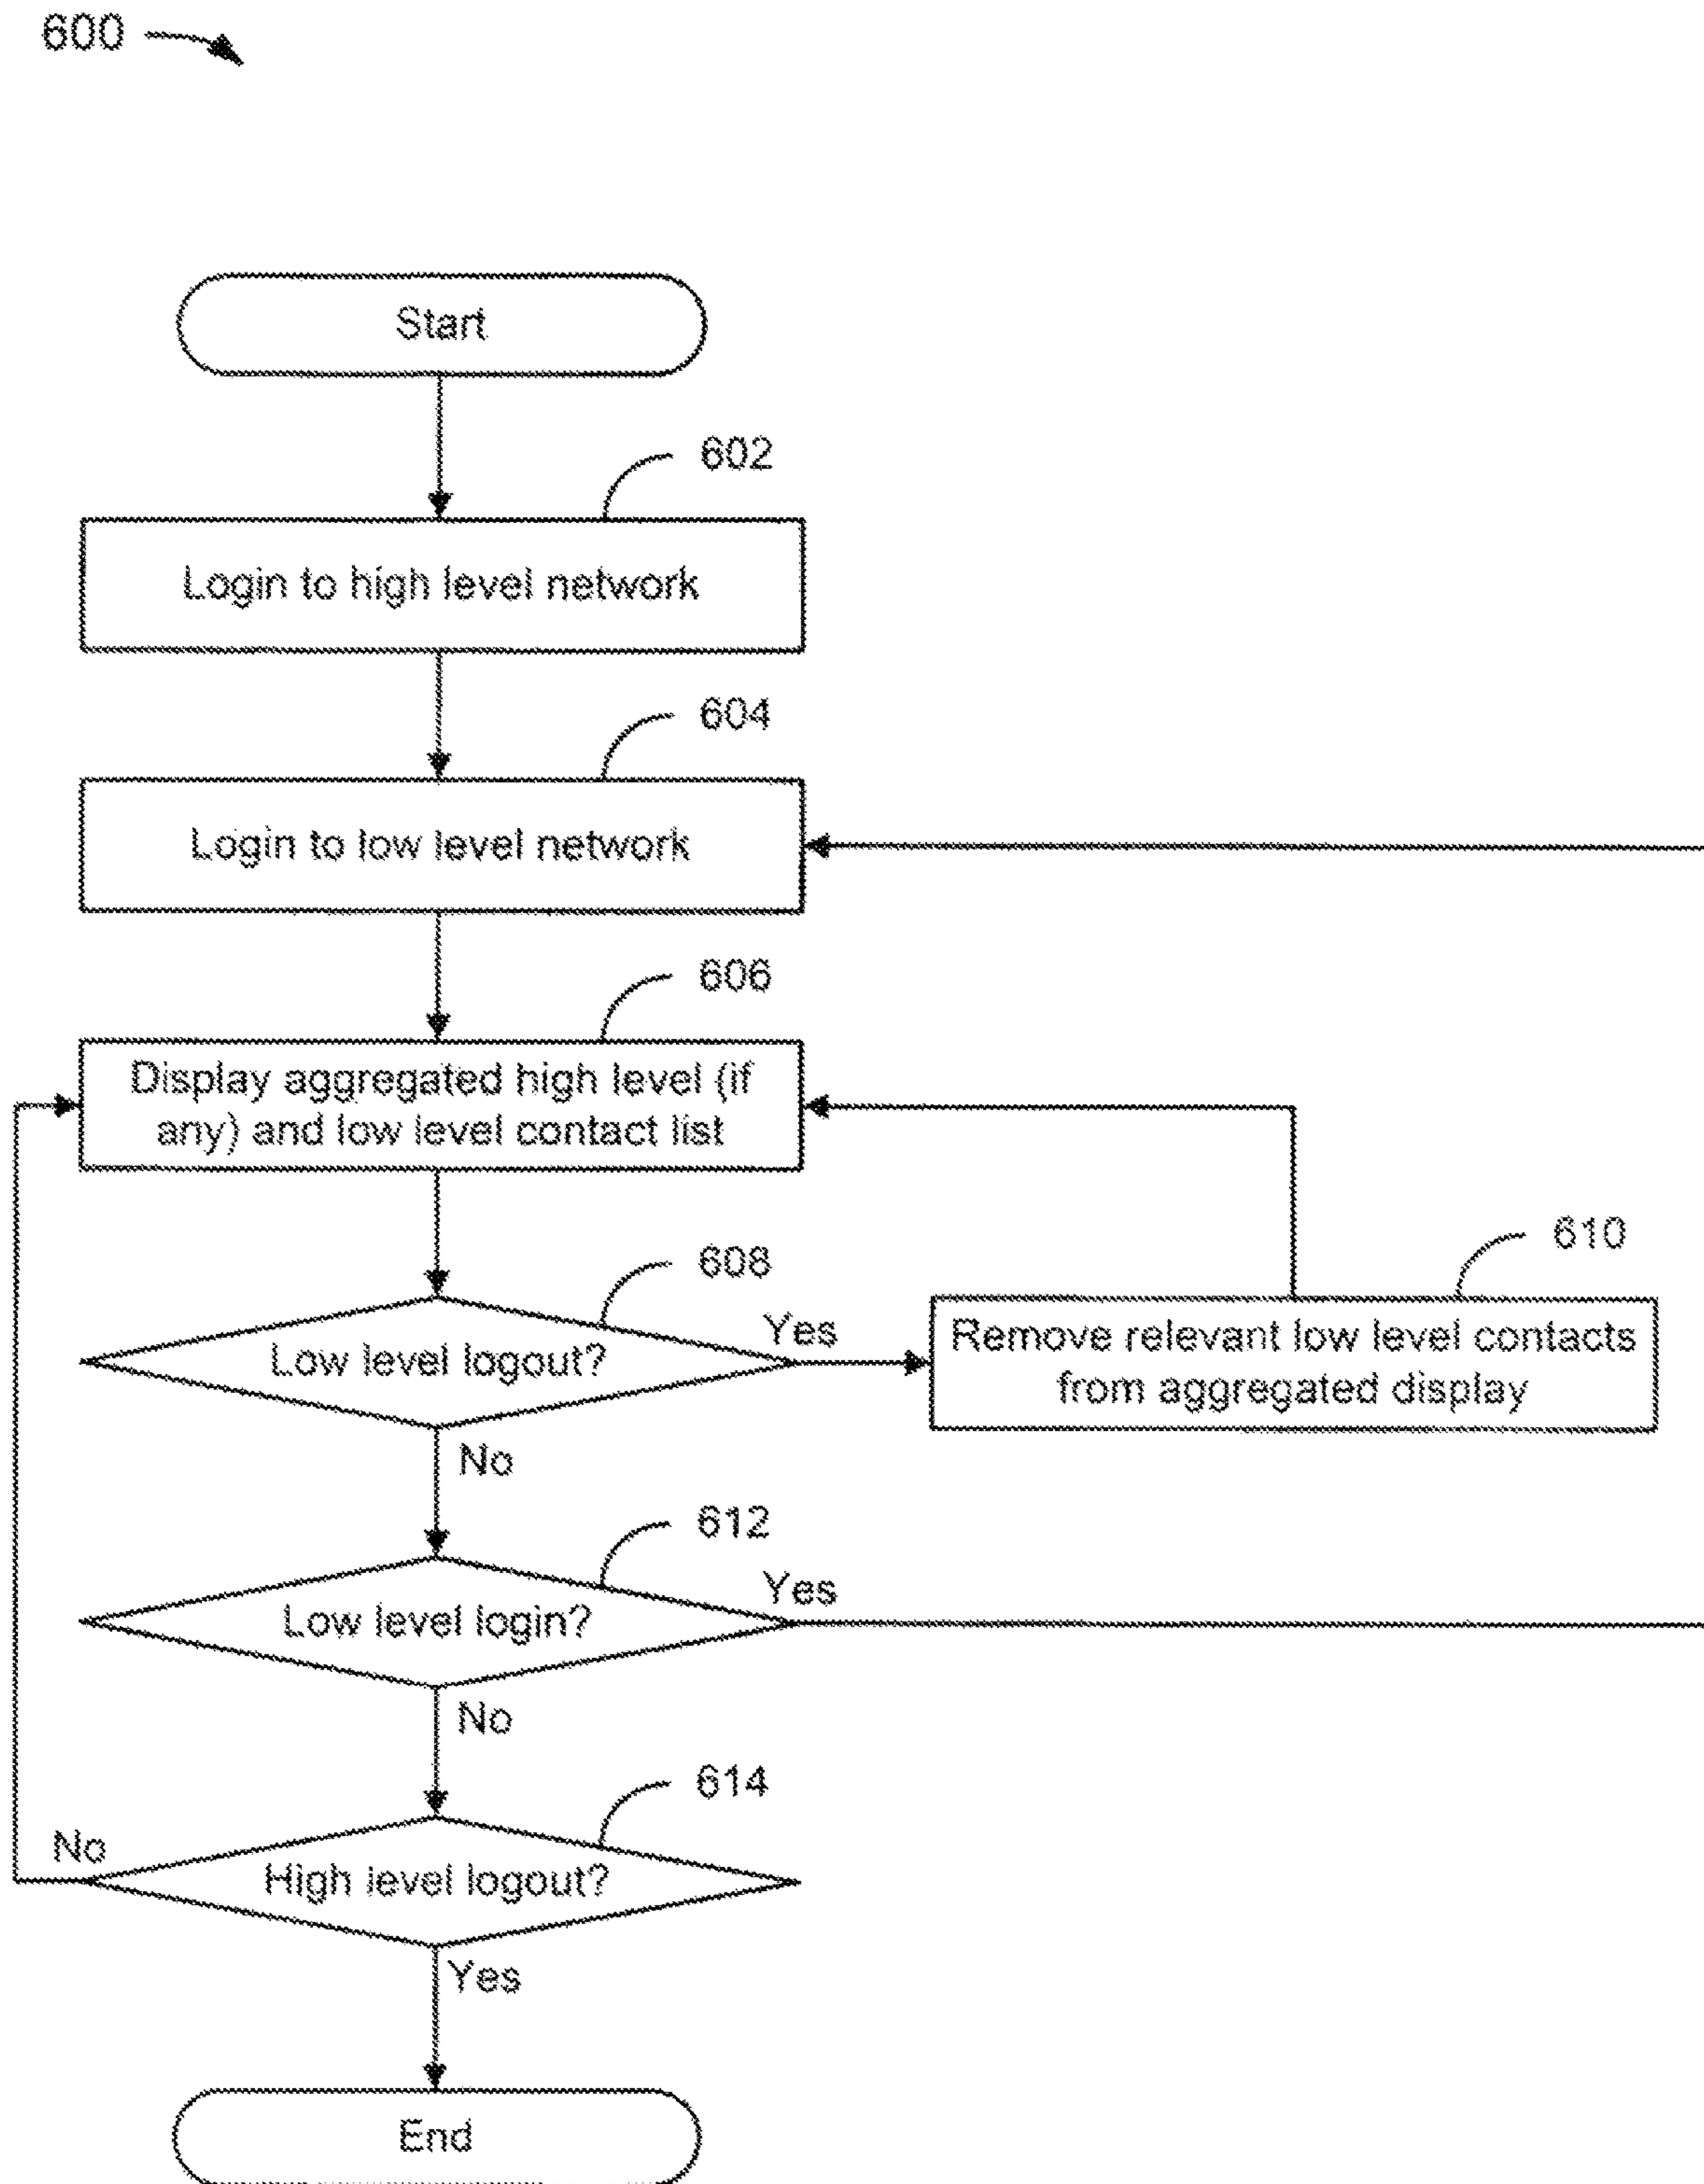 600
Start
602
Login to high level network
604
Login to low level network
606
Display aggregated high level (if
any) and low level contact list
608
Low level logout?
Yes
610
Remove relevant low level contacts
from aggregated display
No
612
Low level login?
Yes
No
614
High level logout?
No
Yes
End